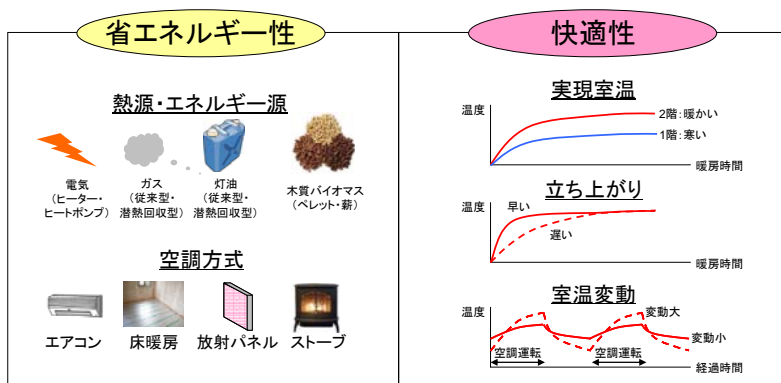 省エネルギー性
熱源・エネルギー源
電気
(ヒーター・
ヒートポンプ)
ガス
(従来型・
潜熱回収型)
灯油
(従来型・
潜熱回収型)
木質バイオマス
(ペレット・薪)
空調方式
エアコン
床暖房
放射パネル
ストーブ
快適性
実現室温
温度
2階:暖かい
1階:寒い
暖房時間
立ち上がり
温度
早い
遅い
暖房時間
室温変動
温度
変動大
変動小
空調運転
空調運転
経過時間